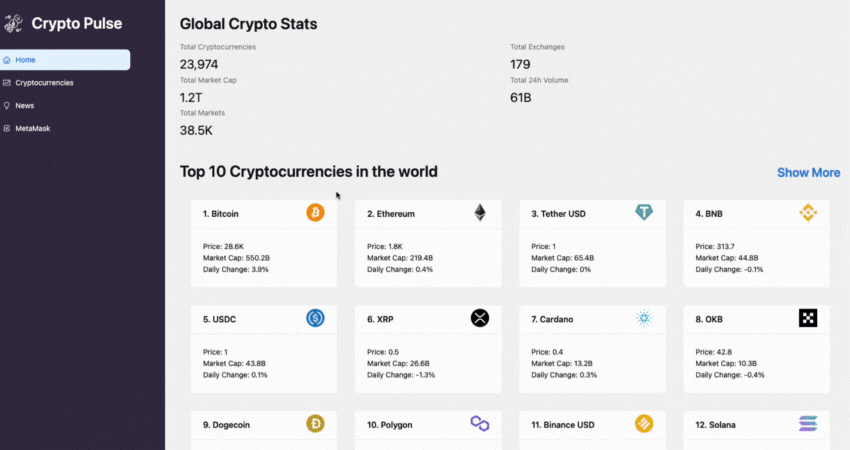 Crypto Pulse
Home
Cryptocurrencies
News
MetaMask
Global Crypto Stats
Total Cryptocurrencies
23,974
Total Exchanges
179
Total Market Cap
1.2T
Total 24h Volume
61B
Total Markets
38.5K
Top 10 Cryptocurrencies in the world
Show More
1. Bitcoin
Price: 28.6K
Market Cap: 550.2B
Daily Change: 3.9%
2. Ethereum
Price: 1.8K
Market Cap: 219.4B
Daily Change: 0.4%
3. Tether USD
Price: 1
Market Cap: 65.4B
Daily Change: 0%
4. BNB
Price: 313.7
Market Cap: 44.8B
Daily Change: -0.1%
5. USDC
Price: 1
Market Cap: 43.8B
Daily Change: 0.1%
6. XRP
Price: 0.5
Market Cap: 26.6B
Daily Change: -1.3%
7. Cardano
Price: 0.4
Market Cap: 13.2B
Daily Change: 0.3%
8. OKB
Price: 42.8
Market Cap: 10.3B
Daily Change: -0.4%
9. Dogecoin
10. Polygon
11. Binance USD
12. Solana